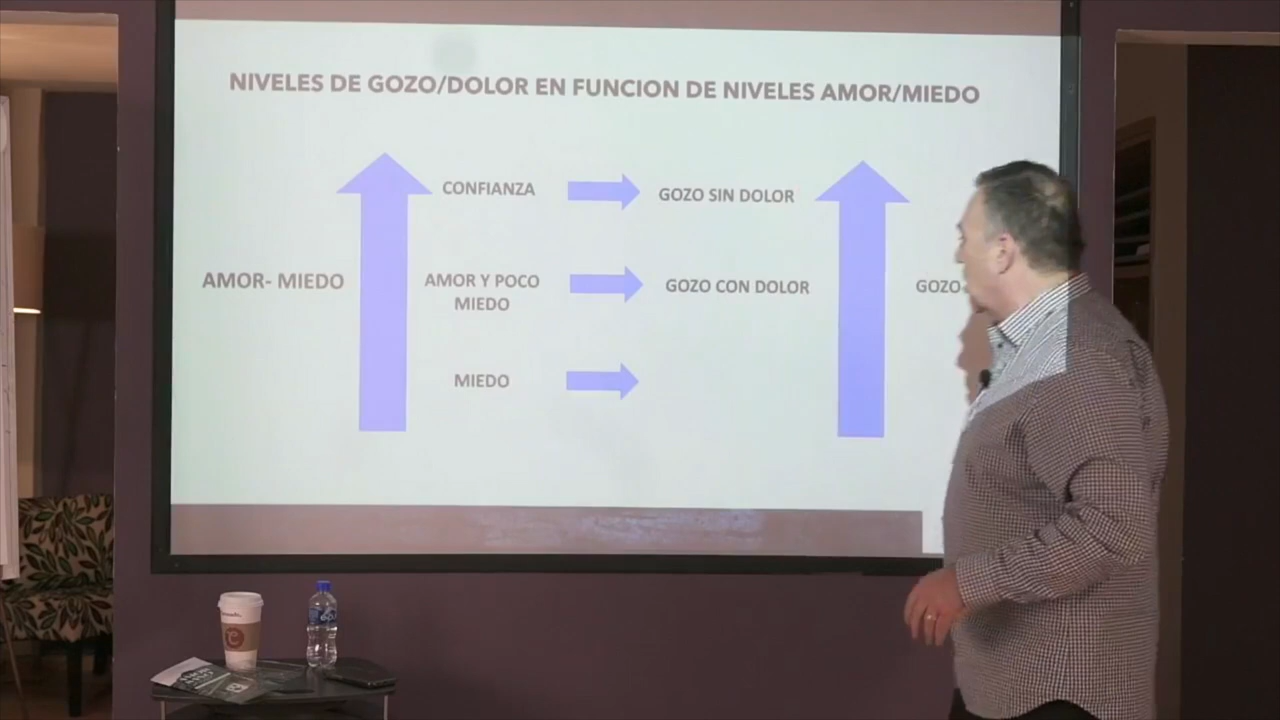 NIVELES DE GOZO/DOLOR EN FUNCION DE NIVELES AMOR/MIEDO
CONFIANZA
GOZO SIN DOLOR
AMOR- MIEDO
AMOR Y POCO
MIEDO
GOZO CON DOLOR
GOZO-
MIEDO